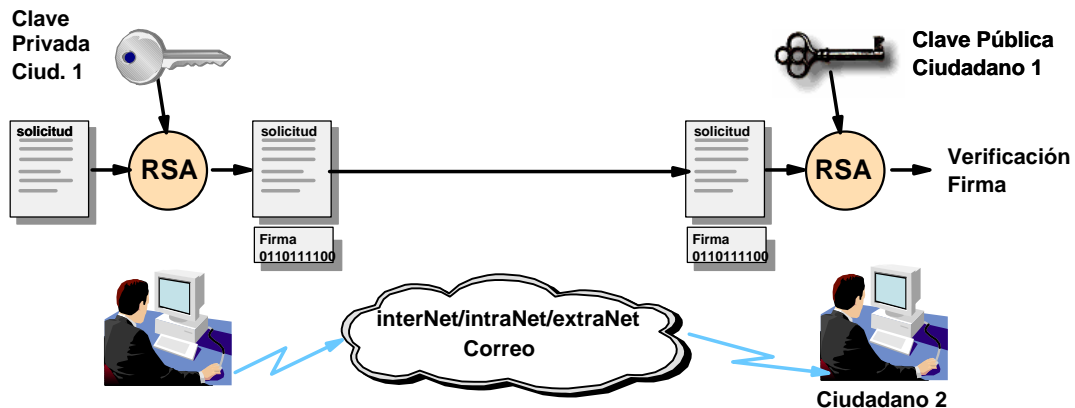 Clave
Privada
Ciud. 1
Clave Pública
Ciudadano 1
solicitud
RSA
solicitud
Firma
0110111100
solicitud
Firma
0110111100
RSA
Verificación
Firma
interNet/intraNet/extraNet
Correo
Ciudadano 2